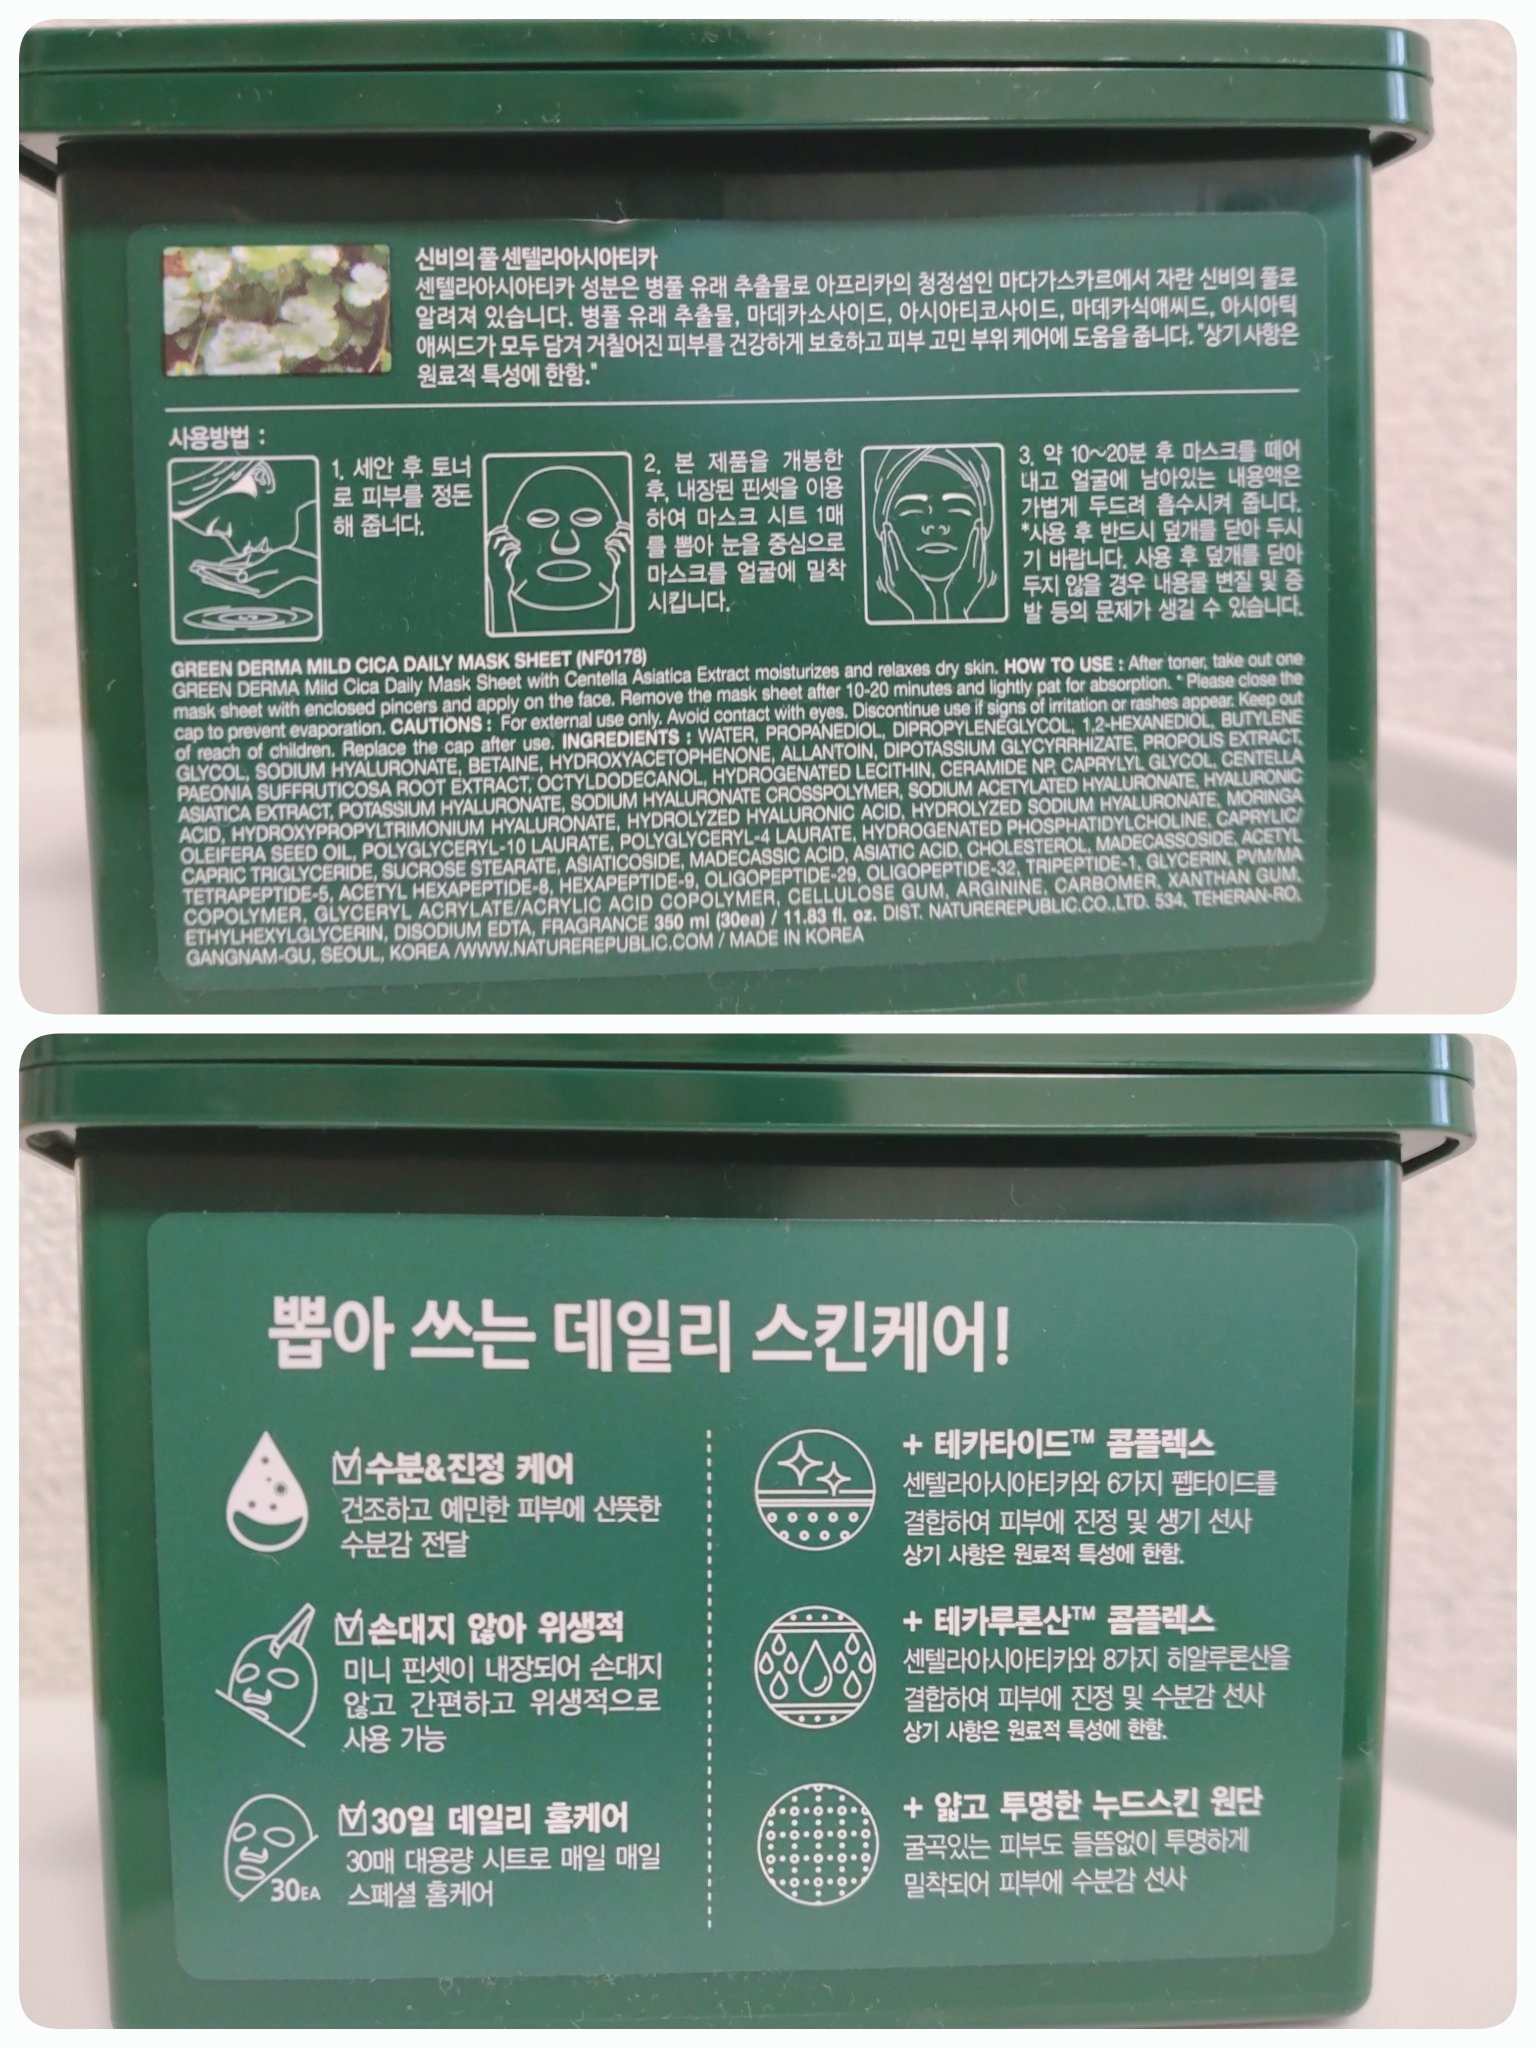 신비의 풀 센텔라아시아티카
센텔라아시아티카 성분은 병풀 유래 추출물로 아프리카의 청정섬인 마다가스카르에서 자란 신비의 풀로
알려져 있습니다. 병풀 유래 추출물, 마데카소사이드, 아시아티코사이드, 마데카식애씨드, 아시아틱
애씨드가 모두 담겨 거칠어진 피부를 건강하게 보호하고 피부 고민 부위 케어에 도움을 줍니다. "상기 사항은
원료적 특성에 한함."
사용방법 :
1. 세안 후 토너
로 피부를 정돈
해 줍니다.
2. 본 제품을 개봉한
후, 내장된 핀셋을 이용
하여 마스크 시트 1매
를 뽑아 눈을 중심으로
마스크를 얼굴에 밀착
시킵니다.
3. 약 10~20분 후 마스크를 떼어
내고 얼굴에 남아있는 내용액은
가볍게 두드려 흡수시켜 줍니다.
*사용 후 반드시 덮개를 닫아 두시
기 바랍니다. 사용 후 덮개를 닫아
두지 않을 경우 내용물 변질 및 증
발 등의 문제가 생길 수 있습니다.
GREEN DERMA MILD CICA DAILY MASK SHEET (NF0178)
GREEN DERMA Mild Cica Daily Mask Sheet with Centella Asiatica Extract moisturizes and relaxes dry skin. HOW TO USE : After toner, take out one
mask sheet with enclosed pincers and apply on the face. Remove the mask sheet after 10-20 minutes and lightly pat for absorption. * Please close the
cap to prevent evaporation. CAUTIONS : For external use only. Avoid contact with eyes. Discontinue use if signs of irritation or rashes appear. Keep out
of reach of children. Replace the cap after use. INGREDIENTS : WATER, PROPANEDIOL, DIPROPYLENEGLYCOL, 1,2-HEXANEDIOL, BUTYLENE
GLYCOL, SODIUM HYALURONATE, BETAINE, HYDROXYACETOPHENONE, ALLANTOIN, DIPOTASSIUM GLYCYRRHIZATE, PROPOLIS EXTRACT,
PAEONIA SUFFRUTICOSA ROOT EXTRACT, OCTYLDODECANOL, HYDROGENATED LECITHIN, CERAMIDE NP, CAPRYLYL GLYCOL, CENTELLA
ASIATICA EXTRACT, POTASSIUM HYALURONATE, SODIUM HYALURONATE CROSSPOLYMER, SODIUM ACETYLATED HYALURONATE, HYALURONIC
ACID, HYDROXYPROPYLTRIMONIUM HYALURONATE, HYDROLYZED HYALURONIC ACID, HYDROLYZED SODIUM HYALURONATE, MORINGA
OLEIFERA SEED OIL, POLYGLYCERYL-10 LAURATE, POLYGLYCERYL-4 LAURATE, HYDROGENATED PHOSPHATIDYLCHOLINE, CAPRYLIC/
CAPRIC TRIGLYCERIDE, SUCROSE STEARATE, ASIATICOSIDE, MADECASSIC ACID, ASIATIC ACID, CHOLESTEROL, MADECASSOSIDE, ACETYL
TETRAPEPTIDE-5, ACETYL HEXAPEPTIDE-8, HEXAPEPTIDE-9, OLIGOPEPTIDE-29, OLIGOPEPTIDE-32, TRIPEPTIDE-1, GLYCERIN, PVM/MA
COPOLYMER, GLYCERYL ACRYLATE/ACRYLIC ACID COPOLYMER, CELLULOSE GUM, ARGININE, CARBOMER, XANTHAN GUM,
ETHYLHEXYLGLYCERIN, DISODIUM EDTA, FRAGRANCE 350 ml (30ea) / 11.83 fl. oz. DIST. NATUREREPUBLIC.CO.,LTD. 534, TEHERAN-RO,
GANGNAM-GU, SEOUL, KOREA /WWW.NATUREREPUBLIC.COM / MADE IN KOREA
뽑아 쓰는 데일리 스킨케어!
수분&진정 케어
건조하고 예민한 피부에 산뜻한
수분감 전달
손대지 않아 위생적
미니 핀셋이 내장되어 손대지
않고 간편하고 위생적으로
사용 가능
30일 데일리 홈케어
30매 대용량 시트로 매일 매일
스페셜 홈케어
30EA
+ 테카타이드™ 콤플렉스
센텔라아시아티카와 6가지 펩타이드를
결합하여 피부에 진정 및 생기 선사
상기 사항은 원료적 특성에 한함.
+ 테카루론산™ 콤플렉스
센텔라아시아티카와 8가지 히알루론산을
결합하여 피부에 진정 및 수분감 선사
상기 사항은 원료적 특성에 한함.
+ 얇고 투명한 누드스킨 원단
굴곡있는 피부도 들뜸없이 투명하게
밀착되어 피부에 수분감 선사